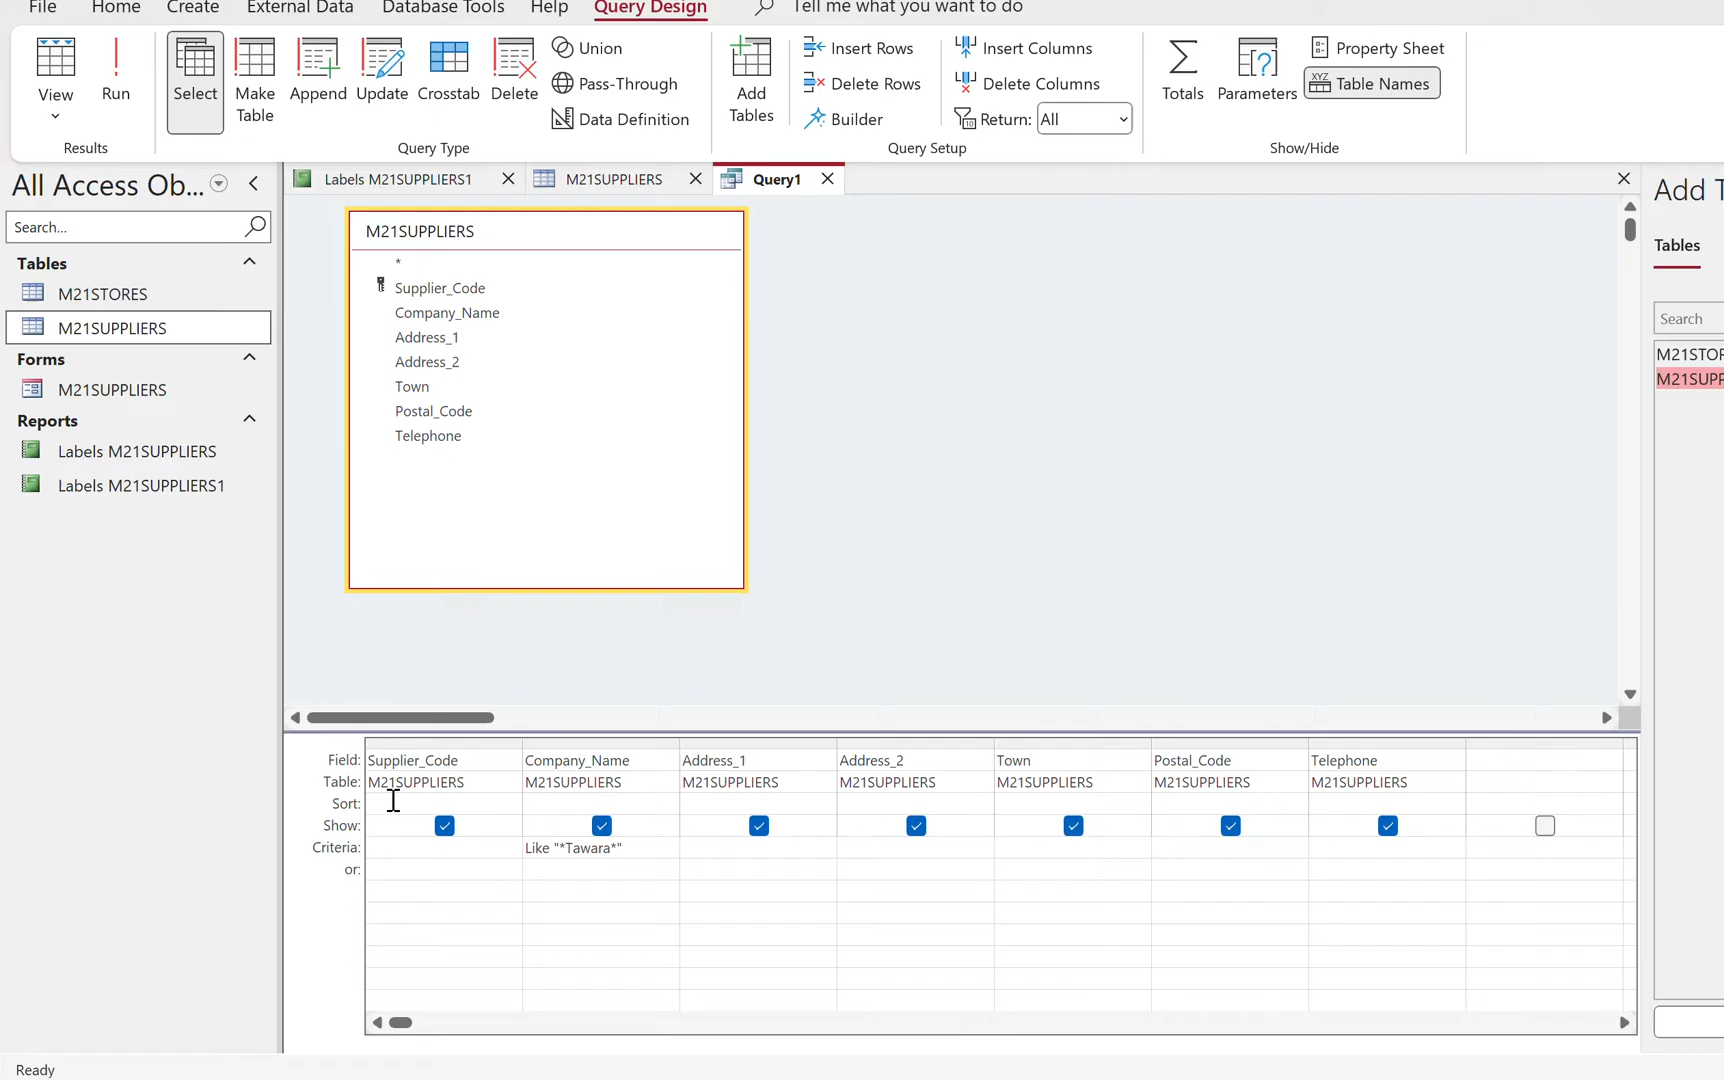 File Home Create External Data Database Tools Help Query Design Tell me what you want to do
View
Run
Select
Make
Table
Append
Update
Crosstab
Delete
Union
Pass-Through
Data Definition
Add
Tables
Insert Rows
Delete Rows
Builder
Insert Columns
Delete Columns
Return: All
Totals
Parameters
Property Sheet
Table Names
Results
Query Type
Query Setup
Show/Hide
All Access Ob...
Search...
Tables
M21STORES
M21SUPPLIERS
Forms
M21SUPPLIERS
Reports
Labels M21SUPPLIERS
Labels M21SUPPLIERS1
Labels M21SUPPLIERS1
M21SUPPLIERS
Query1
M21SUPPLIERS
*
Supplier_Code
Company_Name
Address_1
Address_2
Town
Postal_Code
Telephone
Add T
Tables
Search
M21STOR
M21SUPP
Field: Supplier_Code Company_Name Address_1 Address_2 Town Postal_Code Telephone
Table: M21SUPPLIERS M21SUPPLIERS M21SUPPLIERS M21SUPPLIERS M21SUPPLIERS M21SUPPLIERS M21SUPPLIERS
Sort:
Show:
Criteria: Like "*Tawara*"
or:
Ready